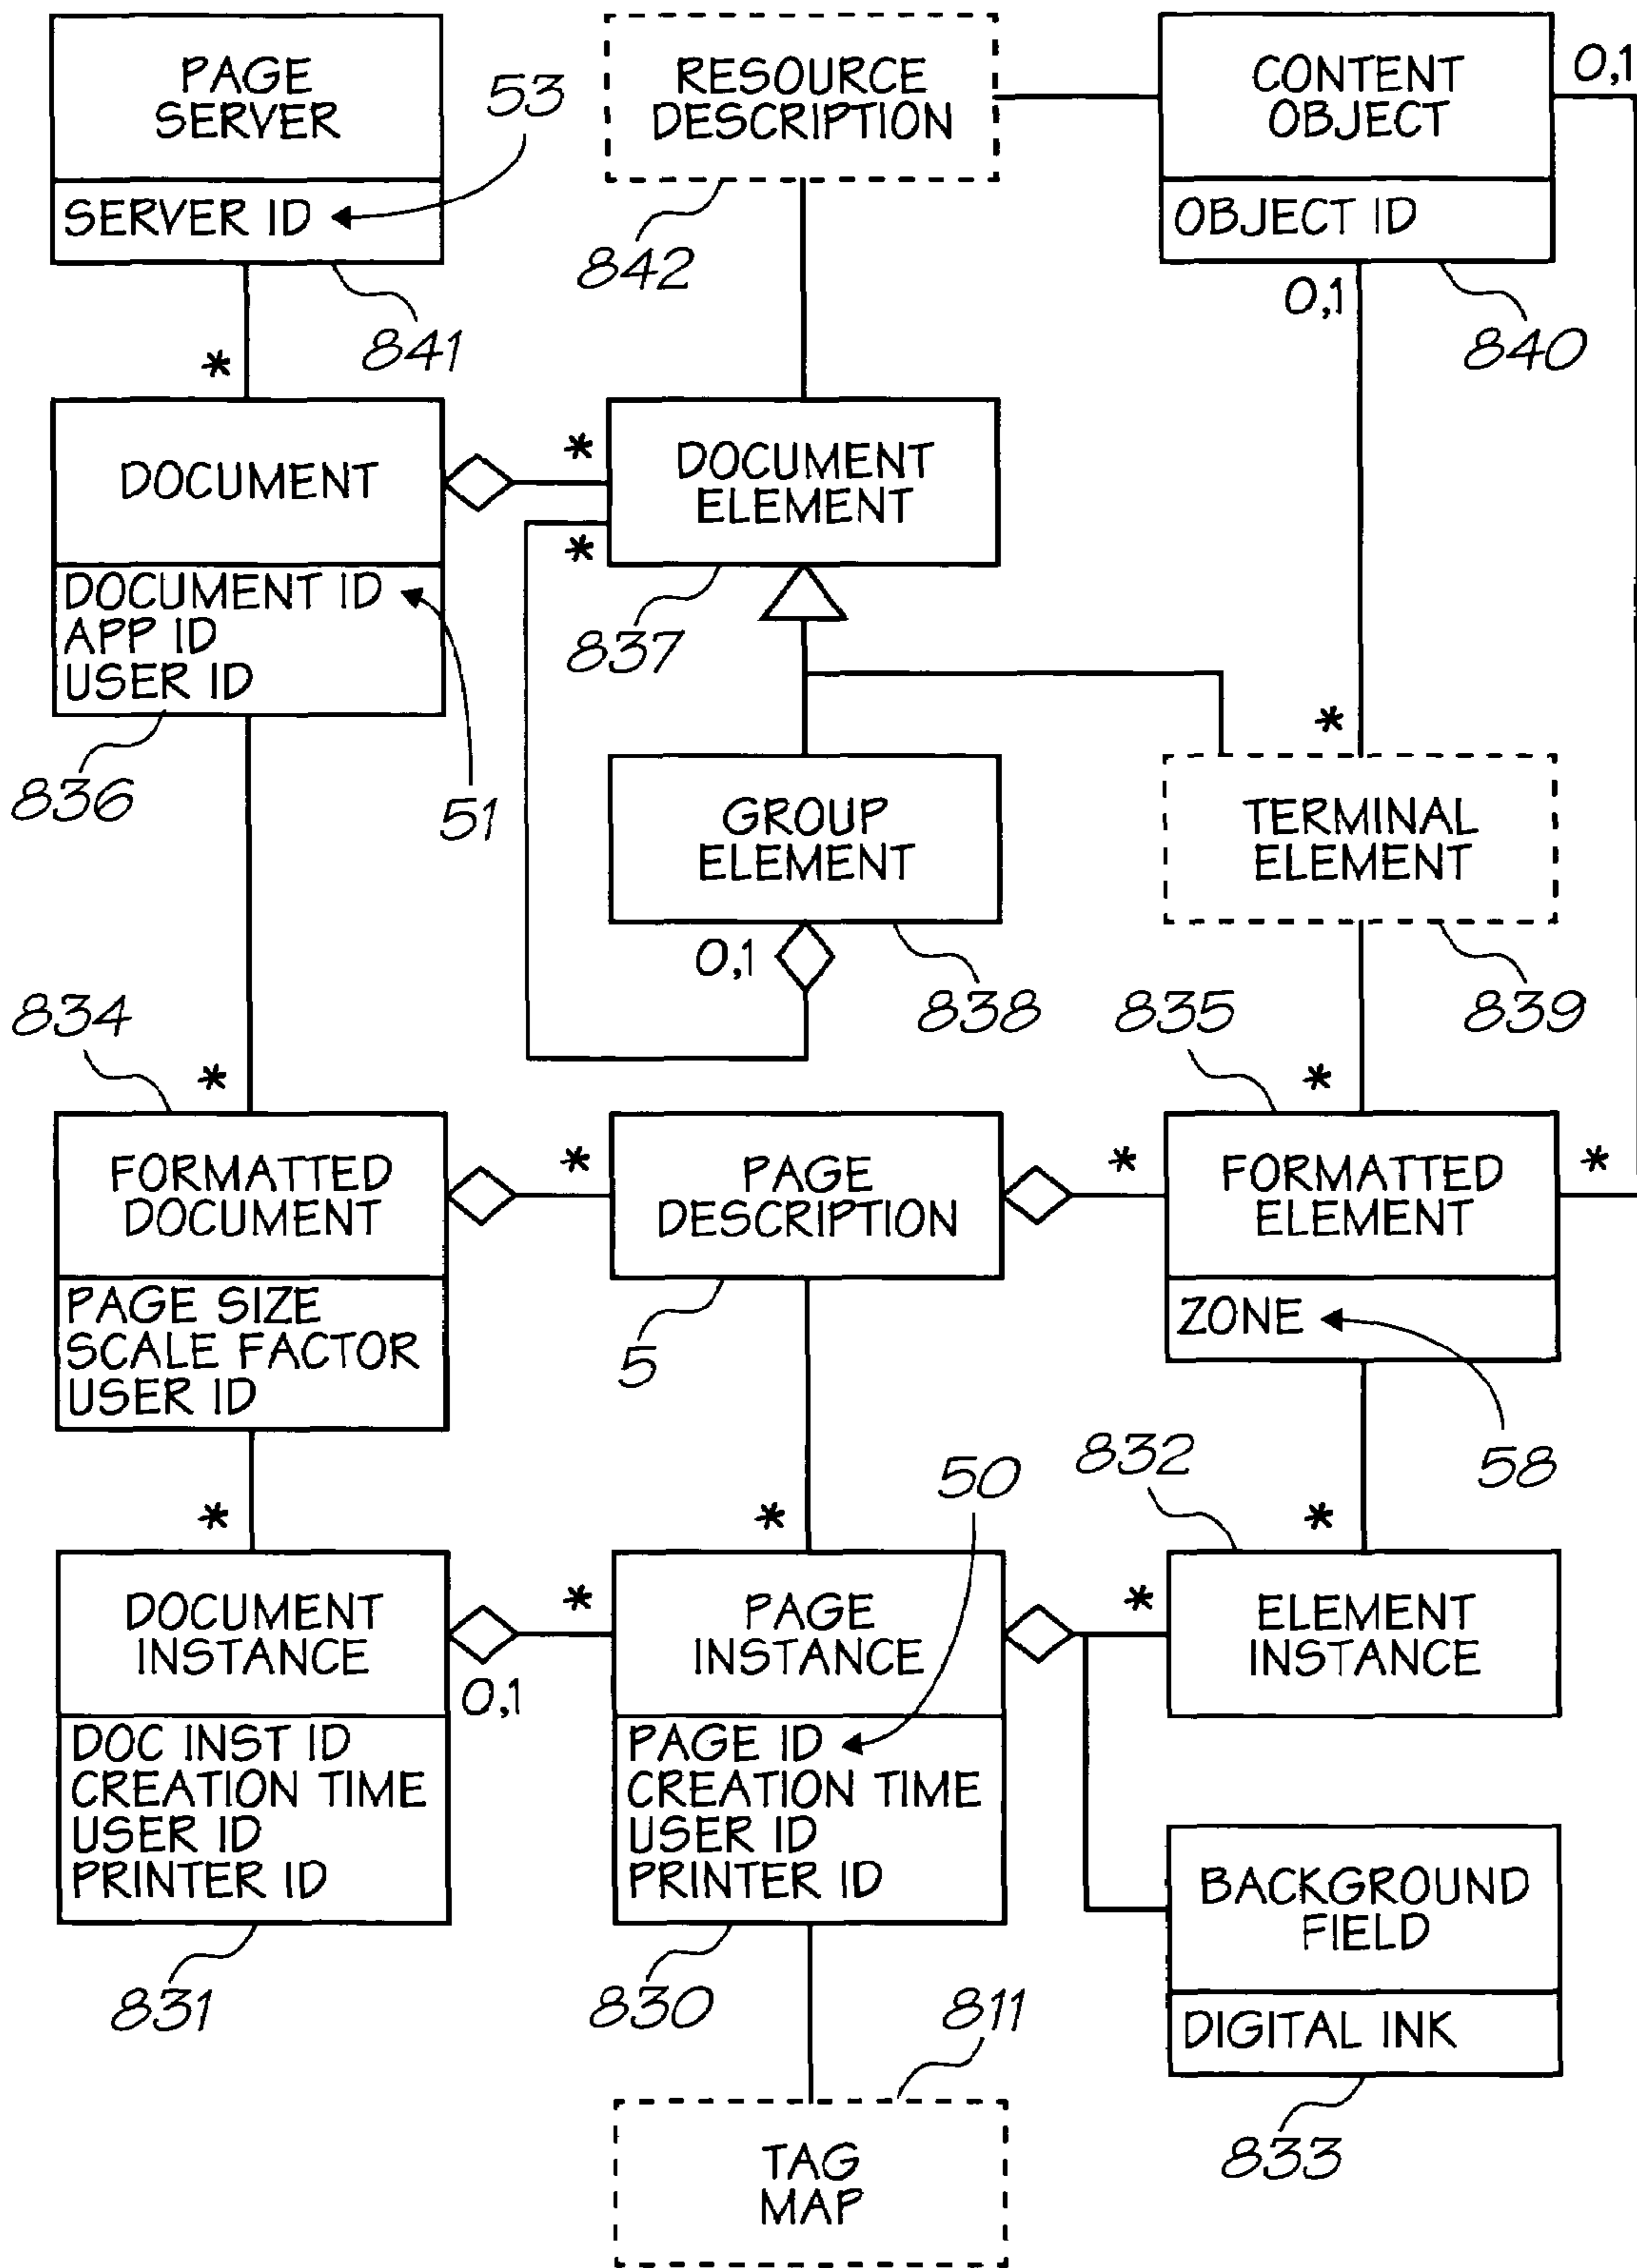 PAGE
SERVER
SERVER ID
53
841
*
RESOURCE
DESCRIPTION
842
CONTENT
OBJECT
OBJECT ID
0,1
0,1
840
DOCUMENT
DOCUMENT ID
APP ID
USER ID
836
51
*
*
DOCUMENT
ELEMENT
837
GROUP
ELEMENT
0,1
838
*
TERMINAL
ELEMENT
839
834
*
FORMATTED
DOCUMENT
PAGE SIZE
SCALE FACTOR
USER ID
*
PAGE
DESCRIPTION
5
*
835
*
FORMATTED
ELEMENT
*
ZONE
58
*
DOCUMENT
INSTANCE
0,1
DOC INST ID
CREATION TIME
USER ID
PRINTER ID
831
*
*
50
PAGE
INSTANCE
PAGE ID
CREATION TIME
USER ID
PRINTER ID
830
832
*
*
ELEMENT
INSTANCE
BACKGROUND
FIELD
DIGITAL INK
833
811
TAG
MAP